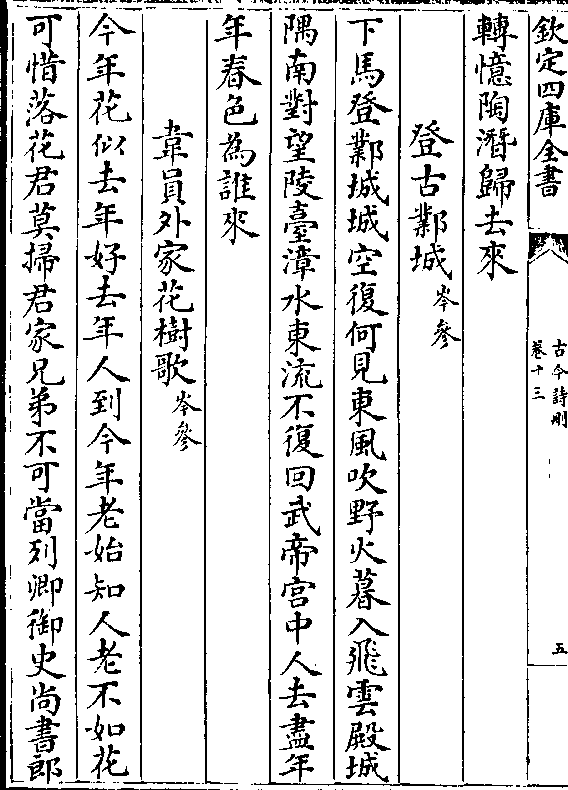 欽定四庫全書
古今詩刪
卷十三
五
轉憶陶潛歸去來
登古鄴城岑參
下馬登鄴城城空復何見東風吹野火暮入飛雲殿城
隅南對望陵臺漳水東流不復回武帝宮中人去盡年
年春色為誰來
韋員外家花樹歌岑參
今年花似去年好去年人到今年老始知人老不如花
可惜落花君莫掃君家兄弟不可當列卿御史尚書郎